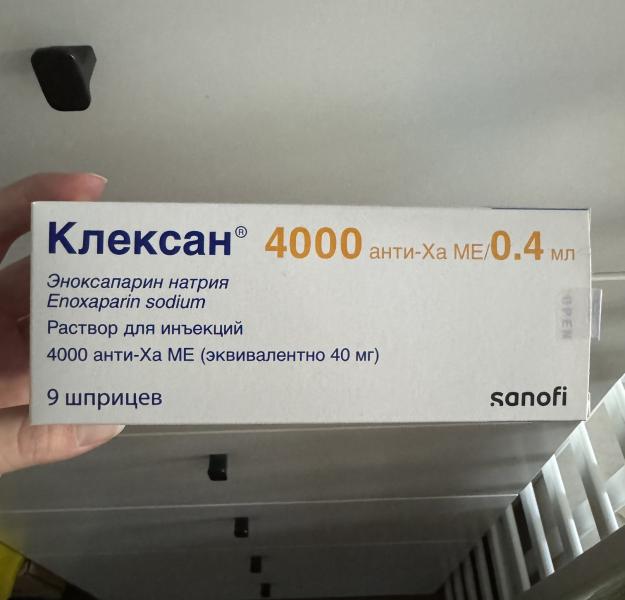 Клексан® 4000 анти-Ха МЕ/0.4 мл
Эноксапарин натрия
Enoxaparin sodium
Раствор для инъекций
4000 анти-Ха МЕ (эквивалентно 40 мг)
OPEN
9 шприцев
sanofi